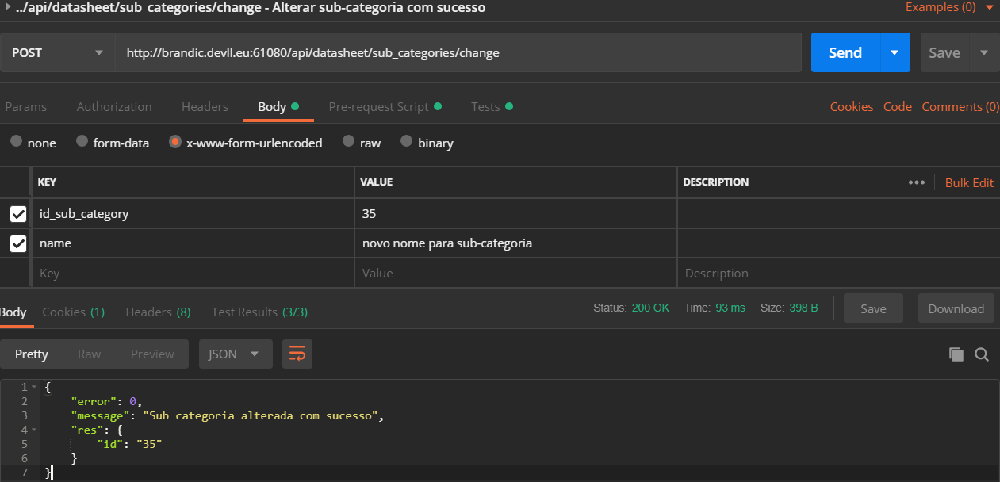 ../api/datasheet/sub_categories/change - Alterar sub-categoria com sucesso Examples (0)
POST http://brandic.devll.eu:61080/api/datasheet/sub_categories/change Send Save
Params Authorization Headers Body Pre-request Script Tests Cookies Code Comments (0)
none form-data x-www-form-urlencoded raw binary
KEY VALUE DESCRIPTION ••• Bulk Edit
id_sub_category 35
name novo nome para sub-categoria
Key Value Description
Body Cookies (1) Headers (8) Test Results (3/3) Status: 200 OK Time: 93 ms Size: 398 B Save Download
Pretty Raw Preview JSON
1 {
2 "error": 0,
3 "message": "Sub categoria alterada com sucesso",
4 "res": {
5 "id": "35"
6 }
7 }